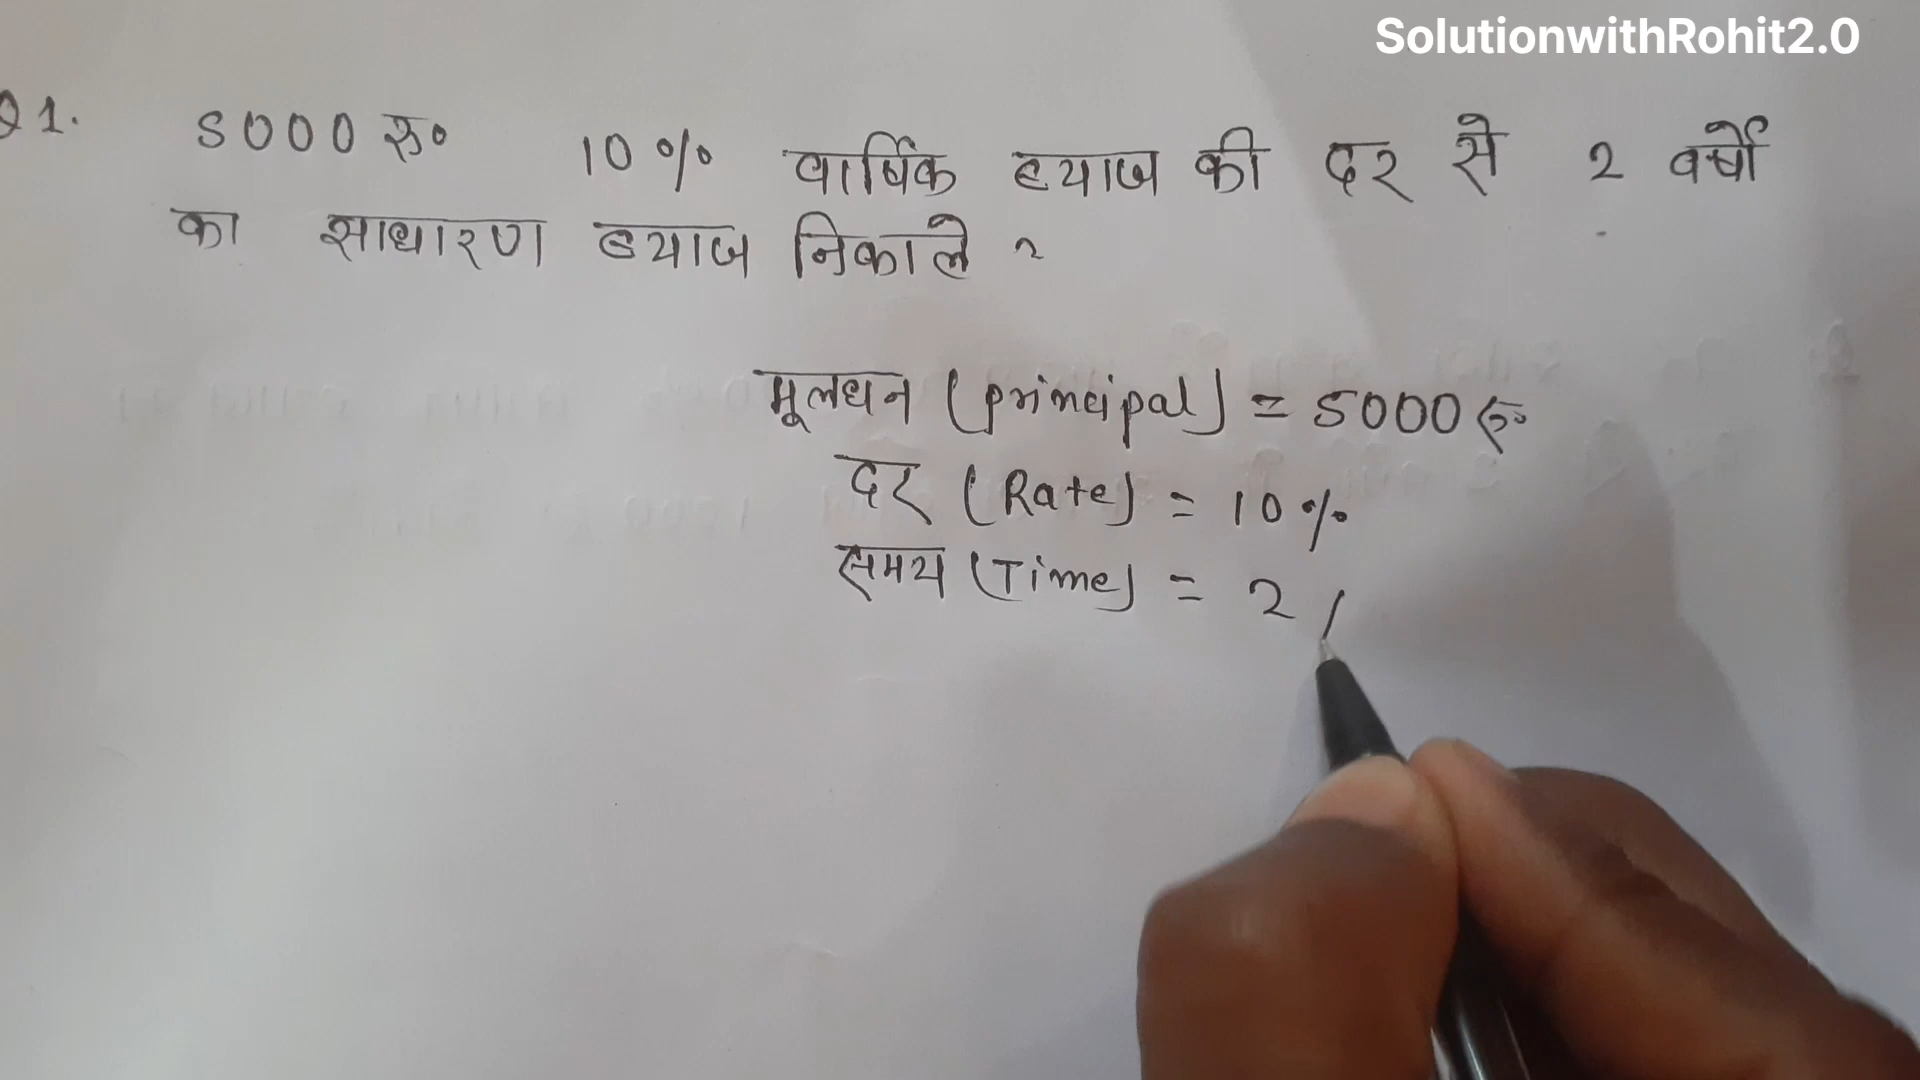 SolutionwithRohit2.0
Q1. 5000 रु० 10% वार्षिक ब्याज की दर से 2 वर्षों
का साधारण ब्याज निकाले ?
मूलधन (principal) = 5000 रु०
दर (Rate) = 10%
समय (Time) = 2